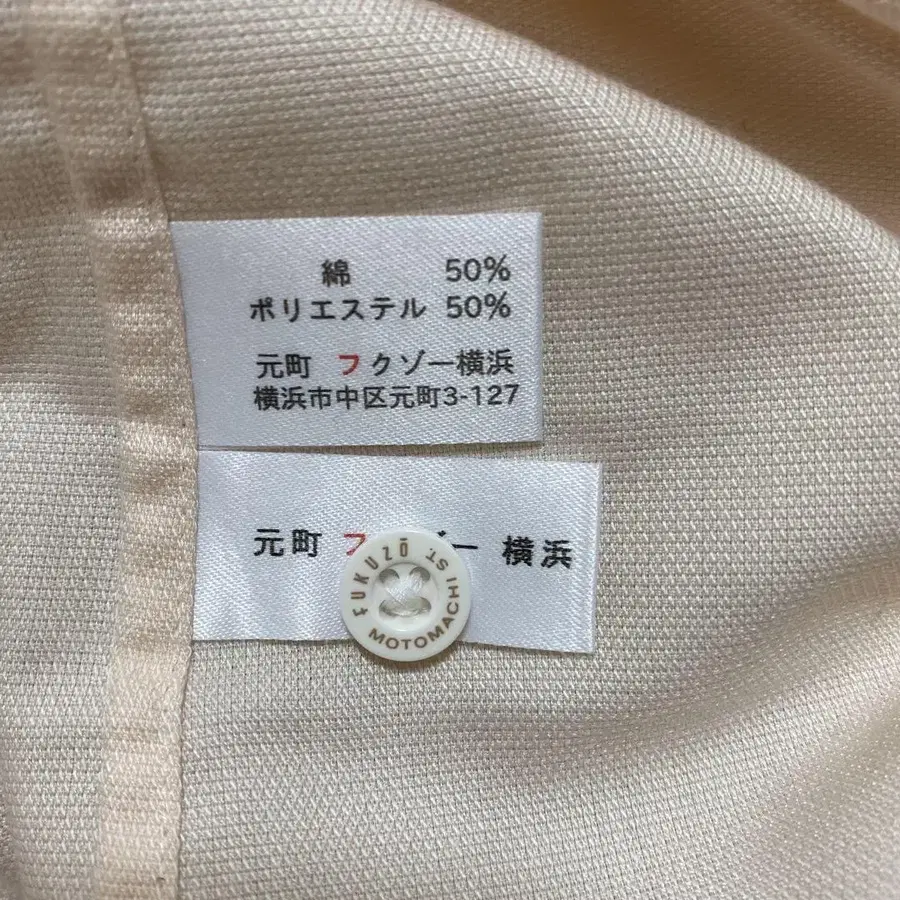 綿 50%
ポリエステル 50%
元町 フクゾー横浜
横浜市中区元町3-127
元町 フ ー 横浜
FUKUZŌ MOTOMACHI ST.